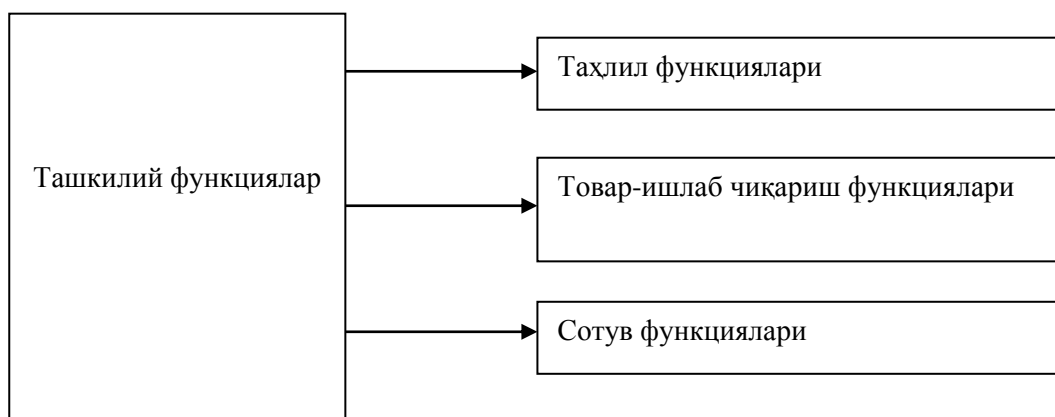 Ташкилий функциялар
Таҳлил функциялари
Товар-ишлаб чиқариш функциялари
Сотув функциялари